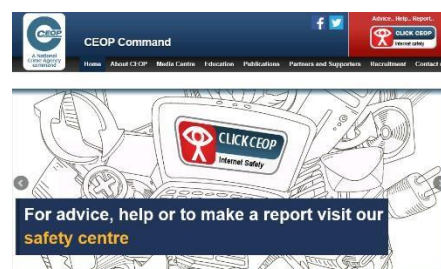 Advice.. Help.. Report..
CEOP
CLICK CEOP
Internet safety
CEOP Command
A National
Crime Agency
command
Home About CEOP Media Centre Education Publications Partners and Supporters Recruitment Contact
CLICK CEOP
Internet Safety
For advice, help or to make a report visit our
safety centre